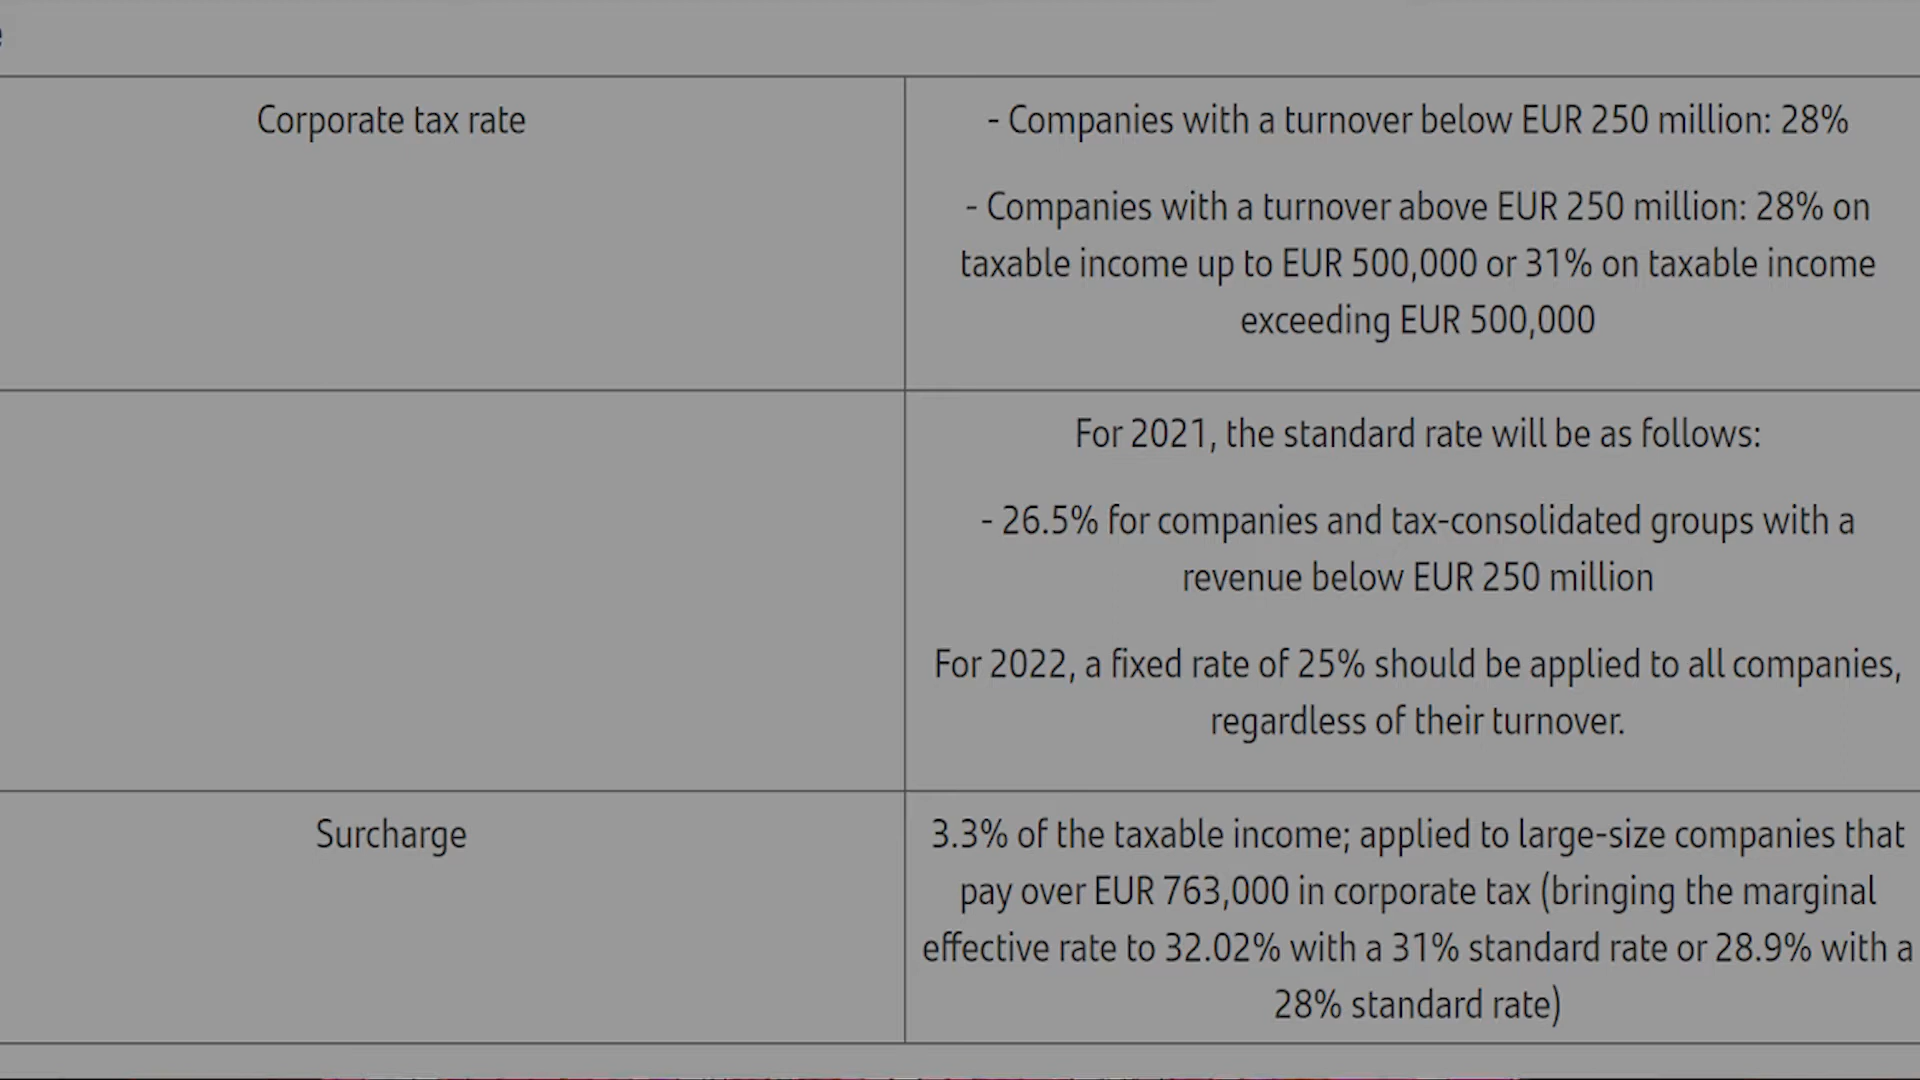 e
Corporate tax rate
- Companies with a turnover below EUR 250 million: 28%
- Companies with a turnover above EUR 250 million: 28% on
taxable income up to EUR 500,000 or 31% on taxable income
exceeding EUR 500,000
For 2021, the standard rate will be as follows:
- 26.5% for companies and tax-consolidated groups with a
revenue below EUR 250 million
For 2022, a fixed rate of 25% should be applied to all companies,
regardless of their turnover.
Surcharge
3.3% of the taxable income; applied to large-size companies that
pay over EUR 763,000 in corporate tax (bringing the marginal
effective rate to 32.02% with a 31% standard rate or 28.9% with a
28% standard rate)